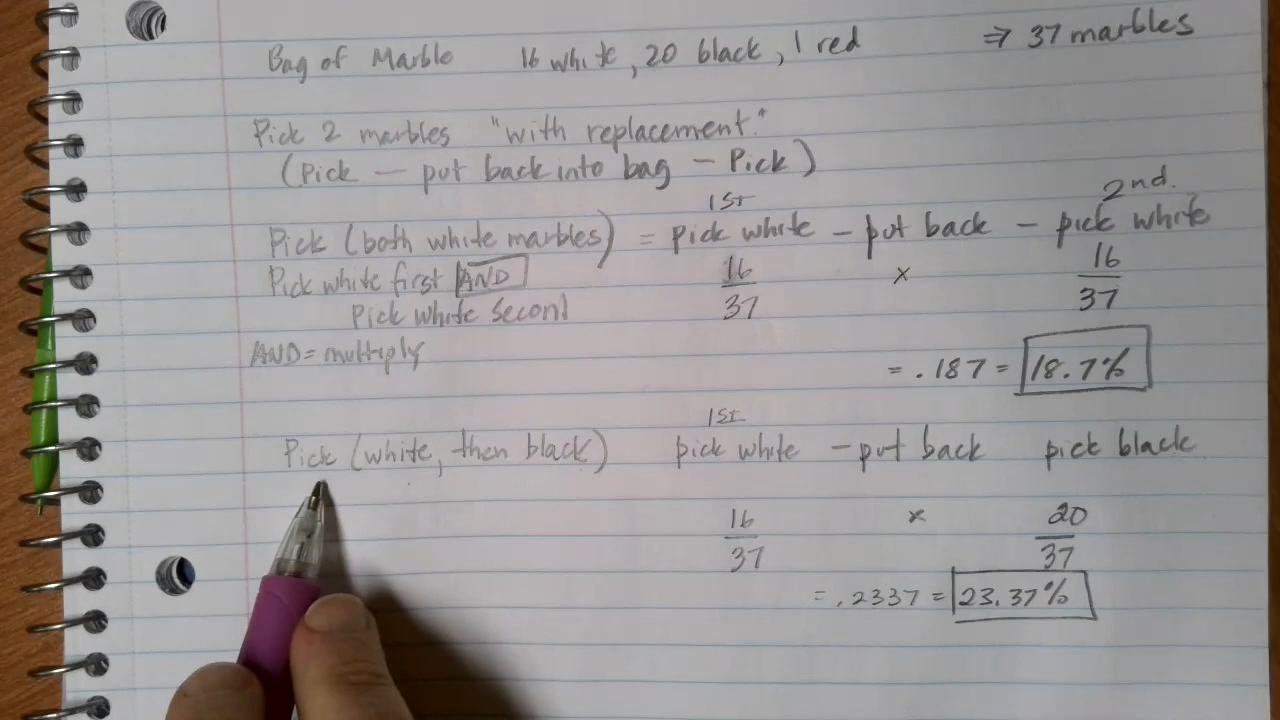 Bag of Marble 16 white, 20 black, 1 red ⇒ 37 marbles
Pick 2 marbles "with replacement."
(Pick — put back into bag — Pick)
1st 2nd.
Pick (both white marbles) = pick white – put back – pick white
Pick white first AND 16/37 × 16/37
Pick white second
AND = multiply
= .187 = 18.7%
1st
Pick (white, then black) pick white – put back pick black
16/37 × 20/37
= .2337 = 23.37%